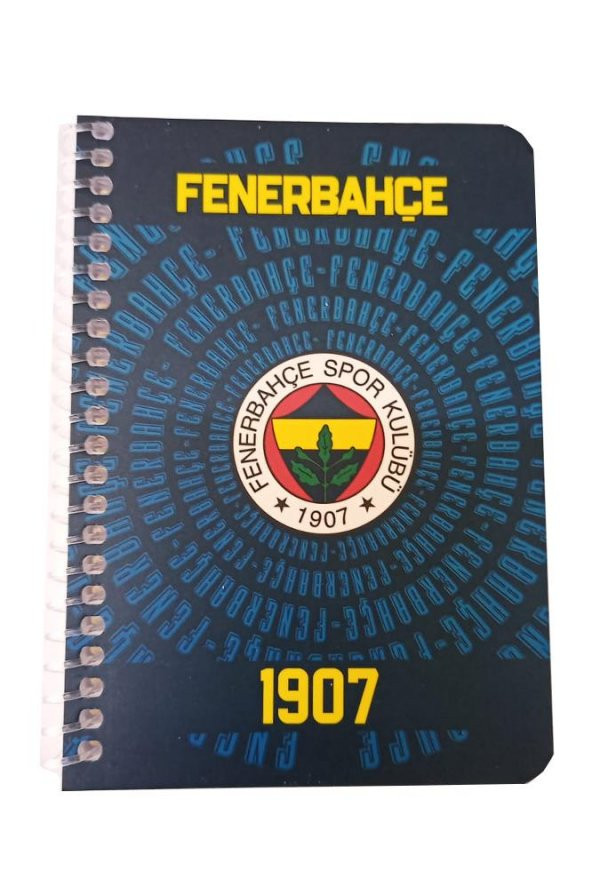 FENERBAHÇE
FENERBAHÇE SPOR KULÜBÜ
★ 1907 ★
1907